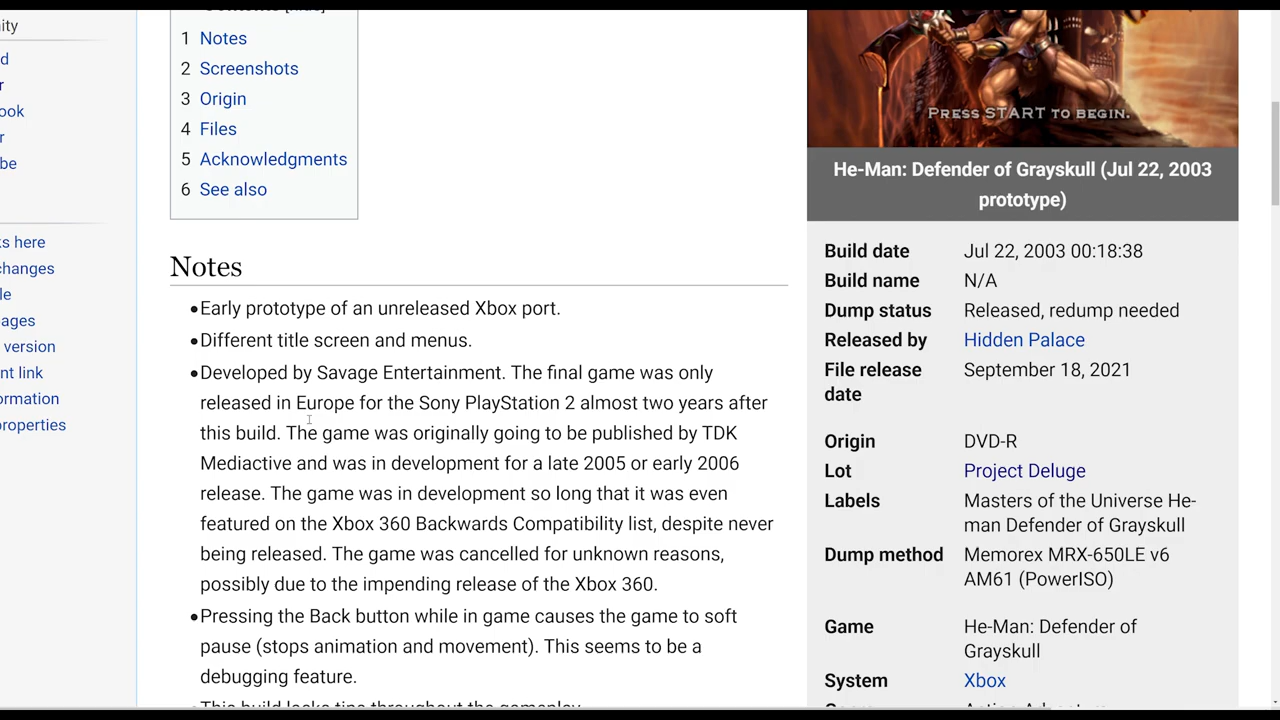 ity
d
r
ook
r
be
ks here
changes
le
ages
version
nt link
ormation
properties
1 Notes
2 Screenshots
3 Origin
4 Files
5 Acknowledgments
6 See also
Notes
•Early prototype of an unreleased Xbox port.
•Different title screen and menus.
•Developed by Savage Entertainment. The final game was only
released in Europe for the Sony PlayStation 2 almost two years after
this build. The game was originally going to be published by TDK
Mediactive and was in development for a late 2005 or early 2006
release. The game was in development so long that it was even
featured on the Xbox 360 Backwards Compatibility list, despite never
being released. The game was cancelled for unknown reasons,
possibly due to the impending release of the Xbox 360.
•Pressing the Back button while in game causes the game to soft
pause (stops animation and movement). This seems to be a
debugging feature.
•This build lacks tips throughout the gameplay
PRESS START TO BEGIN.
He-Man: Defender of Grayskull (Jul 22, 2003
prototype)
Build date Jul 22, 2003 00:18:38
Build name N/A
Dump status Released, redump needed
Released by Hidden Palace
File release September 18, 2021
date
Origin DVD-R
Lot Project Deluge
Labels Masters of the Universe He-
man Defender of Grayskull
Dump method Memorex MRX-650LE v6
AM61 (PowerISO)
Game He-Man: Defender of
Grayskull
System Xbox